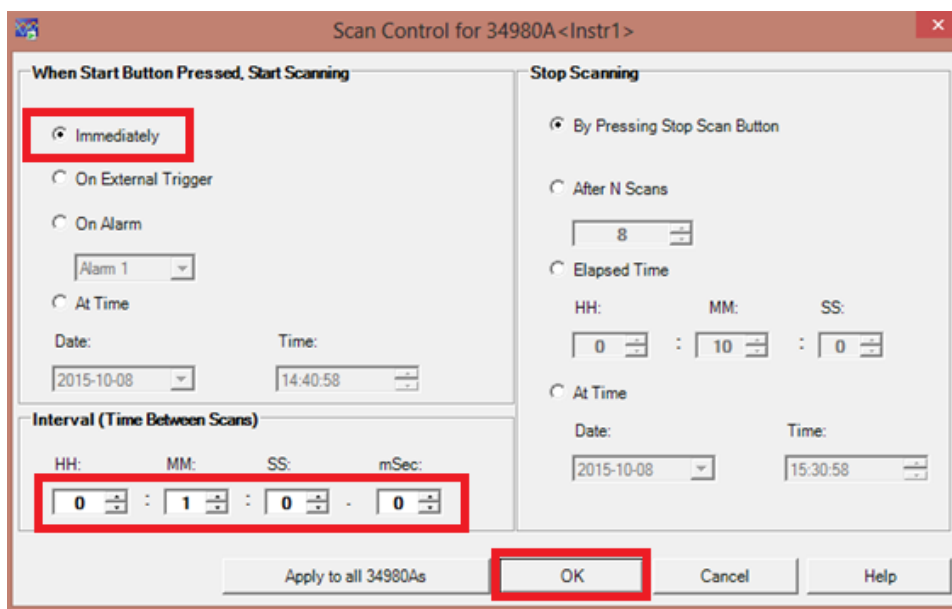 Scan Control for 34980A<Instr1>
When Start Button Pressed, Start Scanning
Immediately
On External Trigger
On Alarm
Alarm 1
At Time
Date: Time:
2015-10-08 14:40:58
Interval (Time Between Scans)
HH: MM: SS: mSec:
0 : 1 : 0 . 0
Stop Scanning
By Pressing Stop Scan Button
After N Scans
8
Elapsed Time
HH: MM: SS:
0 : 10 : 0
At Time
Date: Time:
2015-10-08 15:30:58
Apply to all 34980As OK Cancel Help